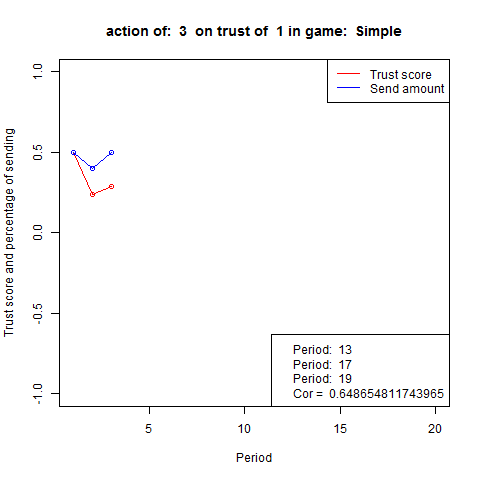 action of: 3 on trust of 1 in game: Simple
Trust score
Send amount
Trust score and percentage of sending
1.0
0.5
0.0
-0.5
-1.0
Period: 13
Period: 17
Period: 19
Cor = 0.648654811743965
5 10 15 20
Period